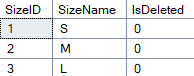 SizeID SizeName IsDeleted
1 S 0
2 M 0
3 L 0